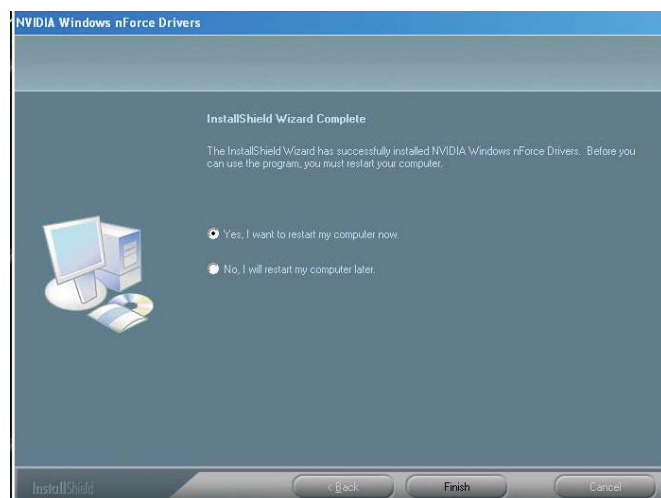 NVIDIA Windows nForce Drivers
InstallShield Wizard Complete
The InstallShield Wizard has successfully installed NVIDIA Windows nForce Drivers. Before you
can use the program, you must restart your computer.
Yes, I want to restart my computer now.
No, I will restart my computer later.
InstallShield
< Back
Finish
Cancel